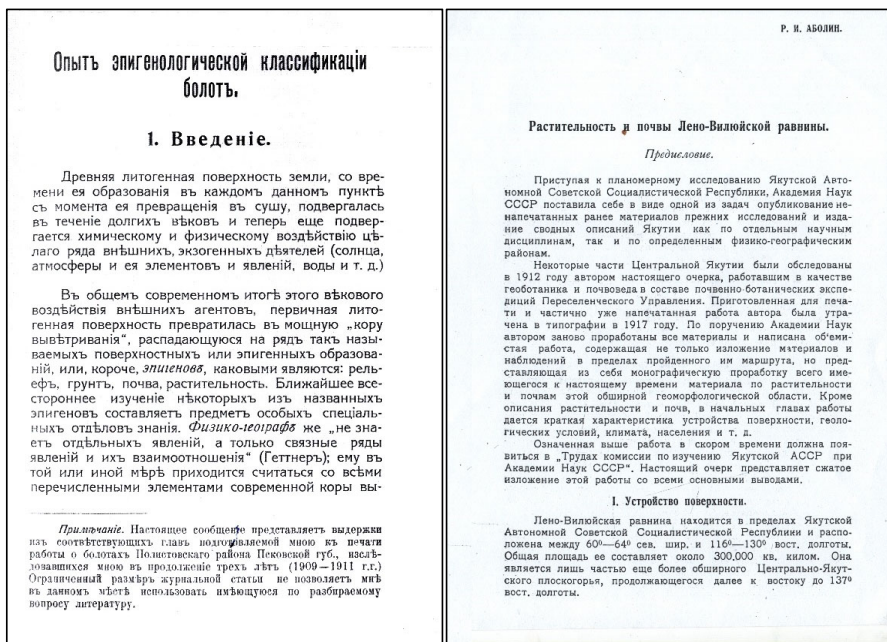 Опытъ эпигенологической классификаціи
болотъ.
1. Введеніе.
Древняя литогенная поверхность земли, со вре-
мени ея образованія въ каждомъ данномъ пунктѣ
съ момента ея превращенія въ сушу, подвергалась
въ теченіе долгихъ вѣковъ и теперь еще подвер-
гается химическому и физическому воздѣйствію цѣ-
лаго ряда внѣшнихъ, экзогенныхъ дѣятелей (солнца,
атмосферы и ея элементовъ и явленій, воды и т. д.)
Въ общемъ современномъ итогѣ этого вѣкового
воздѣйствія внѣшнихъ агентовъ, первичная лито-
генная поверхность превратилась въ мощную „кору
вывѣтриванія“, распадающуюся на рядъ такъ назы-
ваемыхъ поверхностныхъ или эпигенныхъ образова-
ній, или, короче, эпигеновъ, каковыми являются: рель-
ефъ, грунтъ, почва, растительность. Ближайшее все-
стороннее изученіе нѣкоторыхъ изъ названныхъ
эпигеновъ составляетъ предметъ особыхъ спеціаль-
ныхъ отдѣловъ знанія. Физико-географъ же „не зна-
етъ отдѣльныхъ явленій, а только связные ряды
явленій и ихъ взаимоотношенія“ (Геттнеръ); ему въ
той или иной мѣрѣ приходится считаться со всѣми
перечисленными элементами современной коры вы-
Примѣчаніе. Настоящее сообщеніе представляетъ выдержки
изъ соотвѣтствующихъ главъ подготовляемой мною къ печати
работы о болотахъ Полистовскаго района Псковской губ., изслѣ-
довавшихся мною въ продолженіе трехъ лѣтъ (1909—1911 г.г.)
Ограниченный размѣръ журнальной статьи не позволяетъ мнѣ
въ данномъ мѣстѣ использовать имѣющуюся по разбираемому
вопросу литературу.
Р. И. АБОЛИН.
Растительность и почвы Лено-Вилюйской равнины.
Предисловие.
Приступая к планомерному исследованию Якутской Авто-
номной Советской Социалистической Республики, Академия Наук
СССР поставила себе в виде одной из задач опубликование не-
напечатанных ранее материалов прежних исследований и изда-
ние сводных описаний Якутии как по отдельным научным
дисциплинам, так и по определенным физико-географическим
районам.
Некоторые части Центральной Якутии были обследованы
в 1912 году автором настоящего очерка, работавшим в качестве
геоботаника и почвоведа в составе почвенно-ботанических экспе-
диций Переселенческого Управления. Приготовленная для печа-
ти и частично уже напечатанная работа автора была утра-
чена в типографии в 1917 году. По поручению Академии Наук
автором заново проработаны все материалы и написана об'еми-
стая работа, содержащая не только изложение материалов и
наблюдений в пределах пройденного им маршрута, но пред-
ставляющая из себя монографическую проработку всего име-
ющегося к настоящему времени материала по растительности
и почвам этой обширной геоморфологической области. Кроме
описания растительности и почв, в начальных главах работы
дается краткая характеристика устройства поверхности, геоло-
гических условий, климата, населения и т. д.
Означенная выше работа в скором времени должна поя-
виться в „Трудах комиссии по изучению Якутской АССР при
Академии Наук СССР“. Настоящий очерк представляет сжатое
изложение этой работы со всеми основными выводами.
I. Устройство поверхности.
Лено-Вилюйская равнина находится в пределах Якутской
Автономной Советской Социалистической Республики и распо-
ложена между 60⁰—64⁰ сев. шир. и 116⁰—130⁰ вост. долготы.
Общая площадь ее составляет около 300,000 кв. килом. Она
является лишь частью еще более обширного Центрально-Якут-
ского плоскогорья, продолжающегося далее к востоку до 137⁰
вост. долготы.